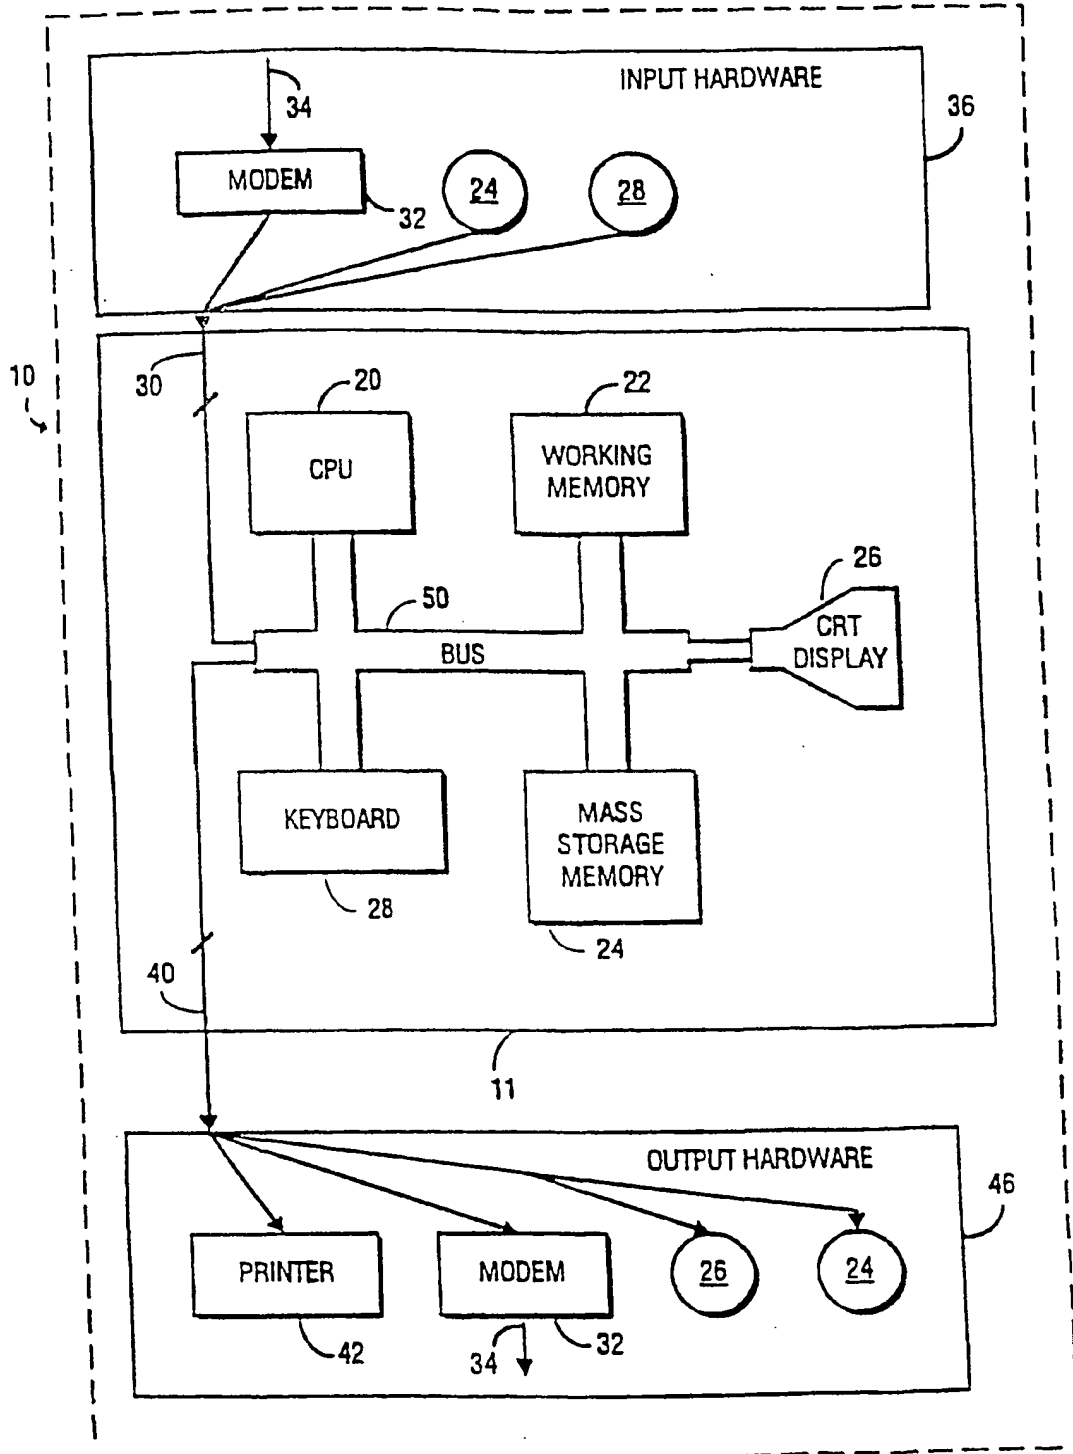 INPUT HARDWARE
34
36
MODEM
32
24
28
10
30
20
22
CPU
WORKING
MEMORY
26
50
BUS
CRT
DISPLAY
KEYBOARD
MASS
STORAGE
MEMORY
28
24
40
11
OUTPUT HARDWARE
46
PRINTER
MODEM
26
24
42
34
32